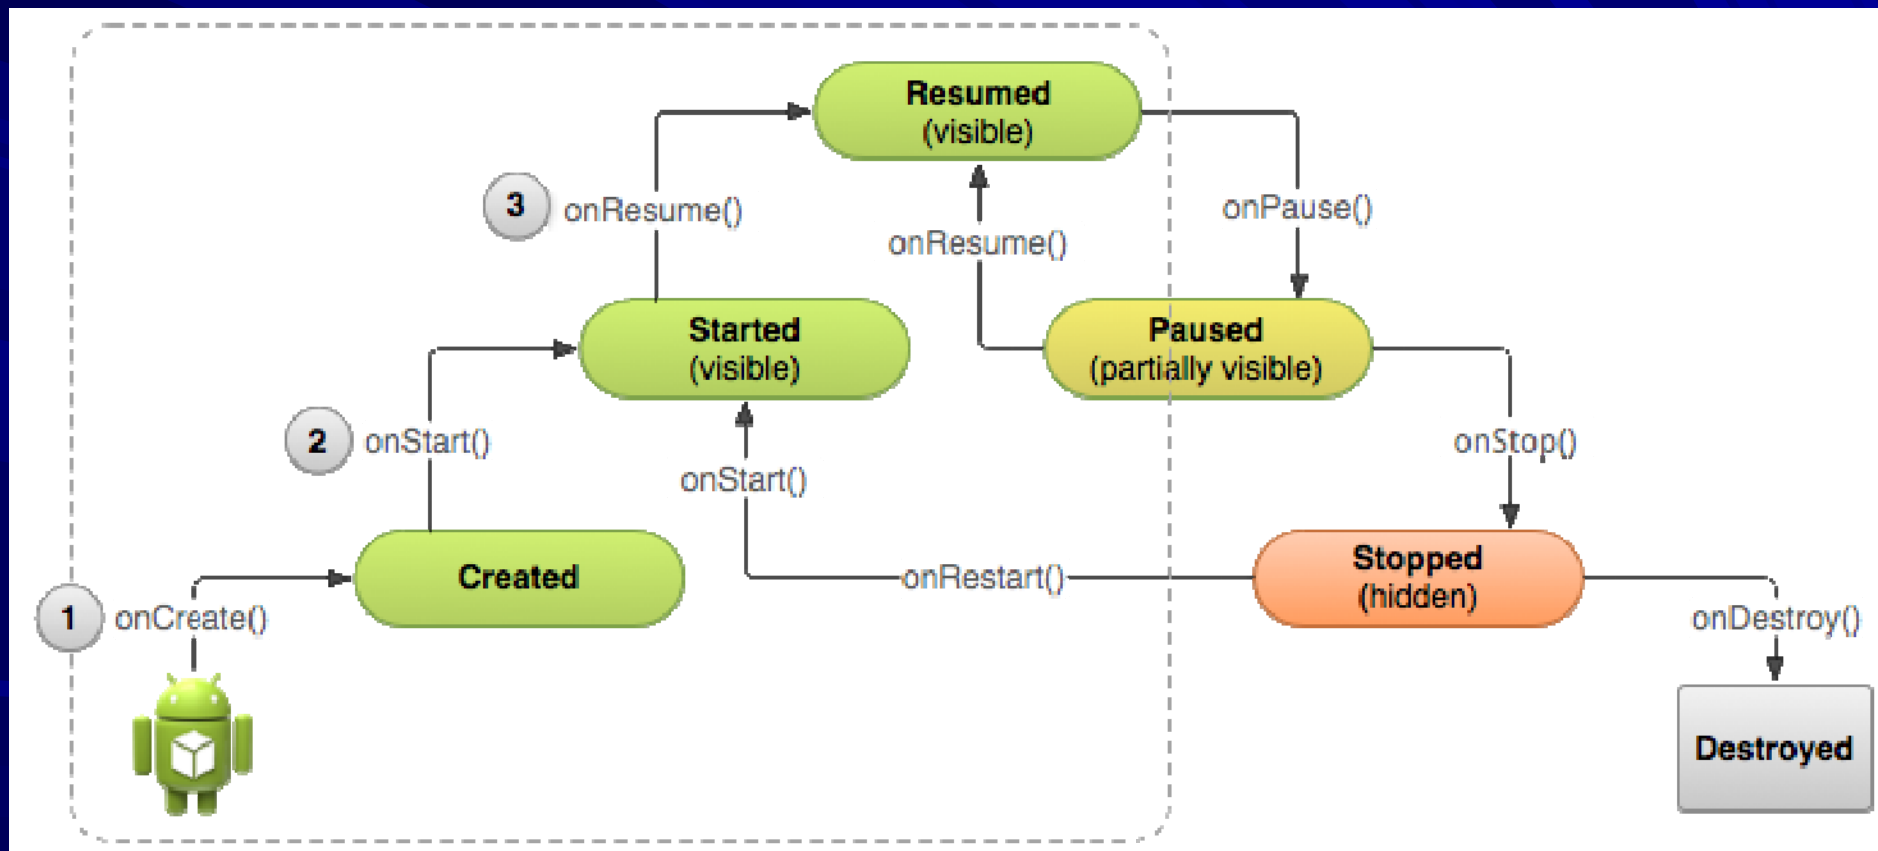 Resumed
(visible)
3
onResume()
onPause()
onResume()
Started
(visible)
Paused
(partially visible)
2
onStart()
onStop()
onStart()
Created
onRestart()
Stopped
(hidden)
1
onCreate()
onDestroy()
Destroyed